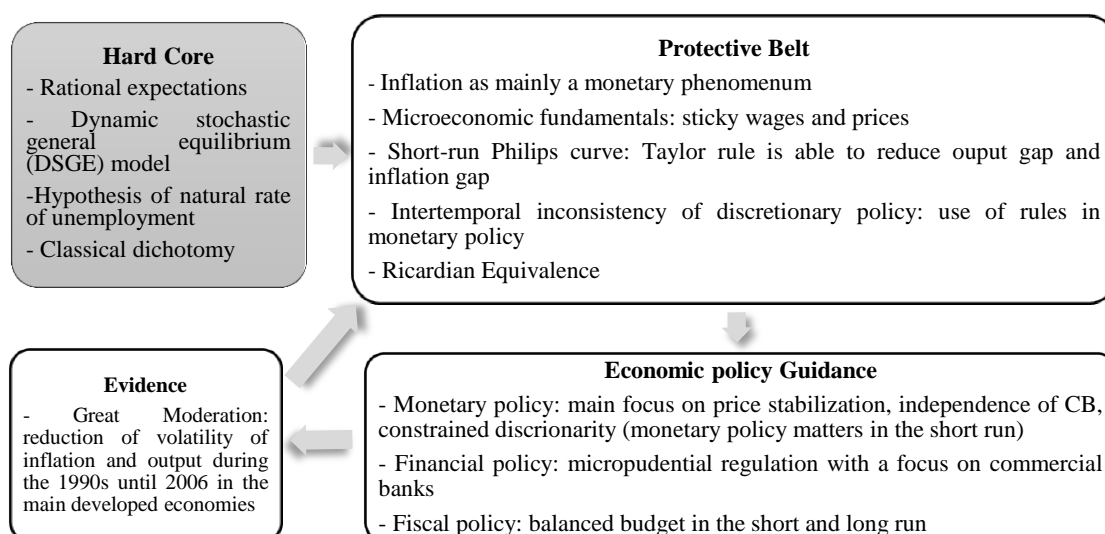 Hard Core
- Rational expectations
- Dynamic stochastic
general equilibrium
(DSGE) model
-Hypothesis of natural rate
of unemployment
- Classical dichotomy
Protective Belt
- Inflation as mainly a monetary phenomenum
- Microeconomic fundamentals: sticky wages and prices
- Short-run Philips curve: Taylor rule is able to reduce ouput gap and
inflation gap
- Intertemporal inconsistency of discretionary policy: use of rules in
monetary policy
- Ricardian Equivalence
Evidence
- Great Moderation:
reduction of volatility of
inflation and output during
the 1990s until 2006 in the
main developed economies
Economic policy Guidance
- Monetary policy: main focus on price stabilization, independence of CB,
constrained discrionarity (monetary policy matters in the short run)
- Financial policy: micropudential regulation with a focus on commercial
banks
- Fiscal policy: balanced budget in the short and long run